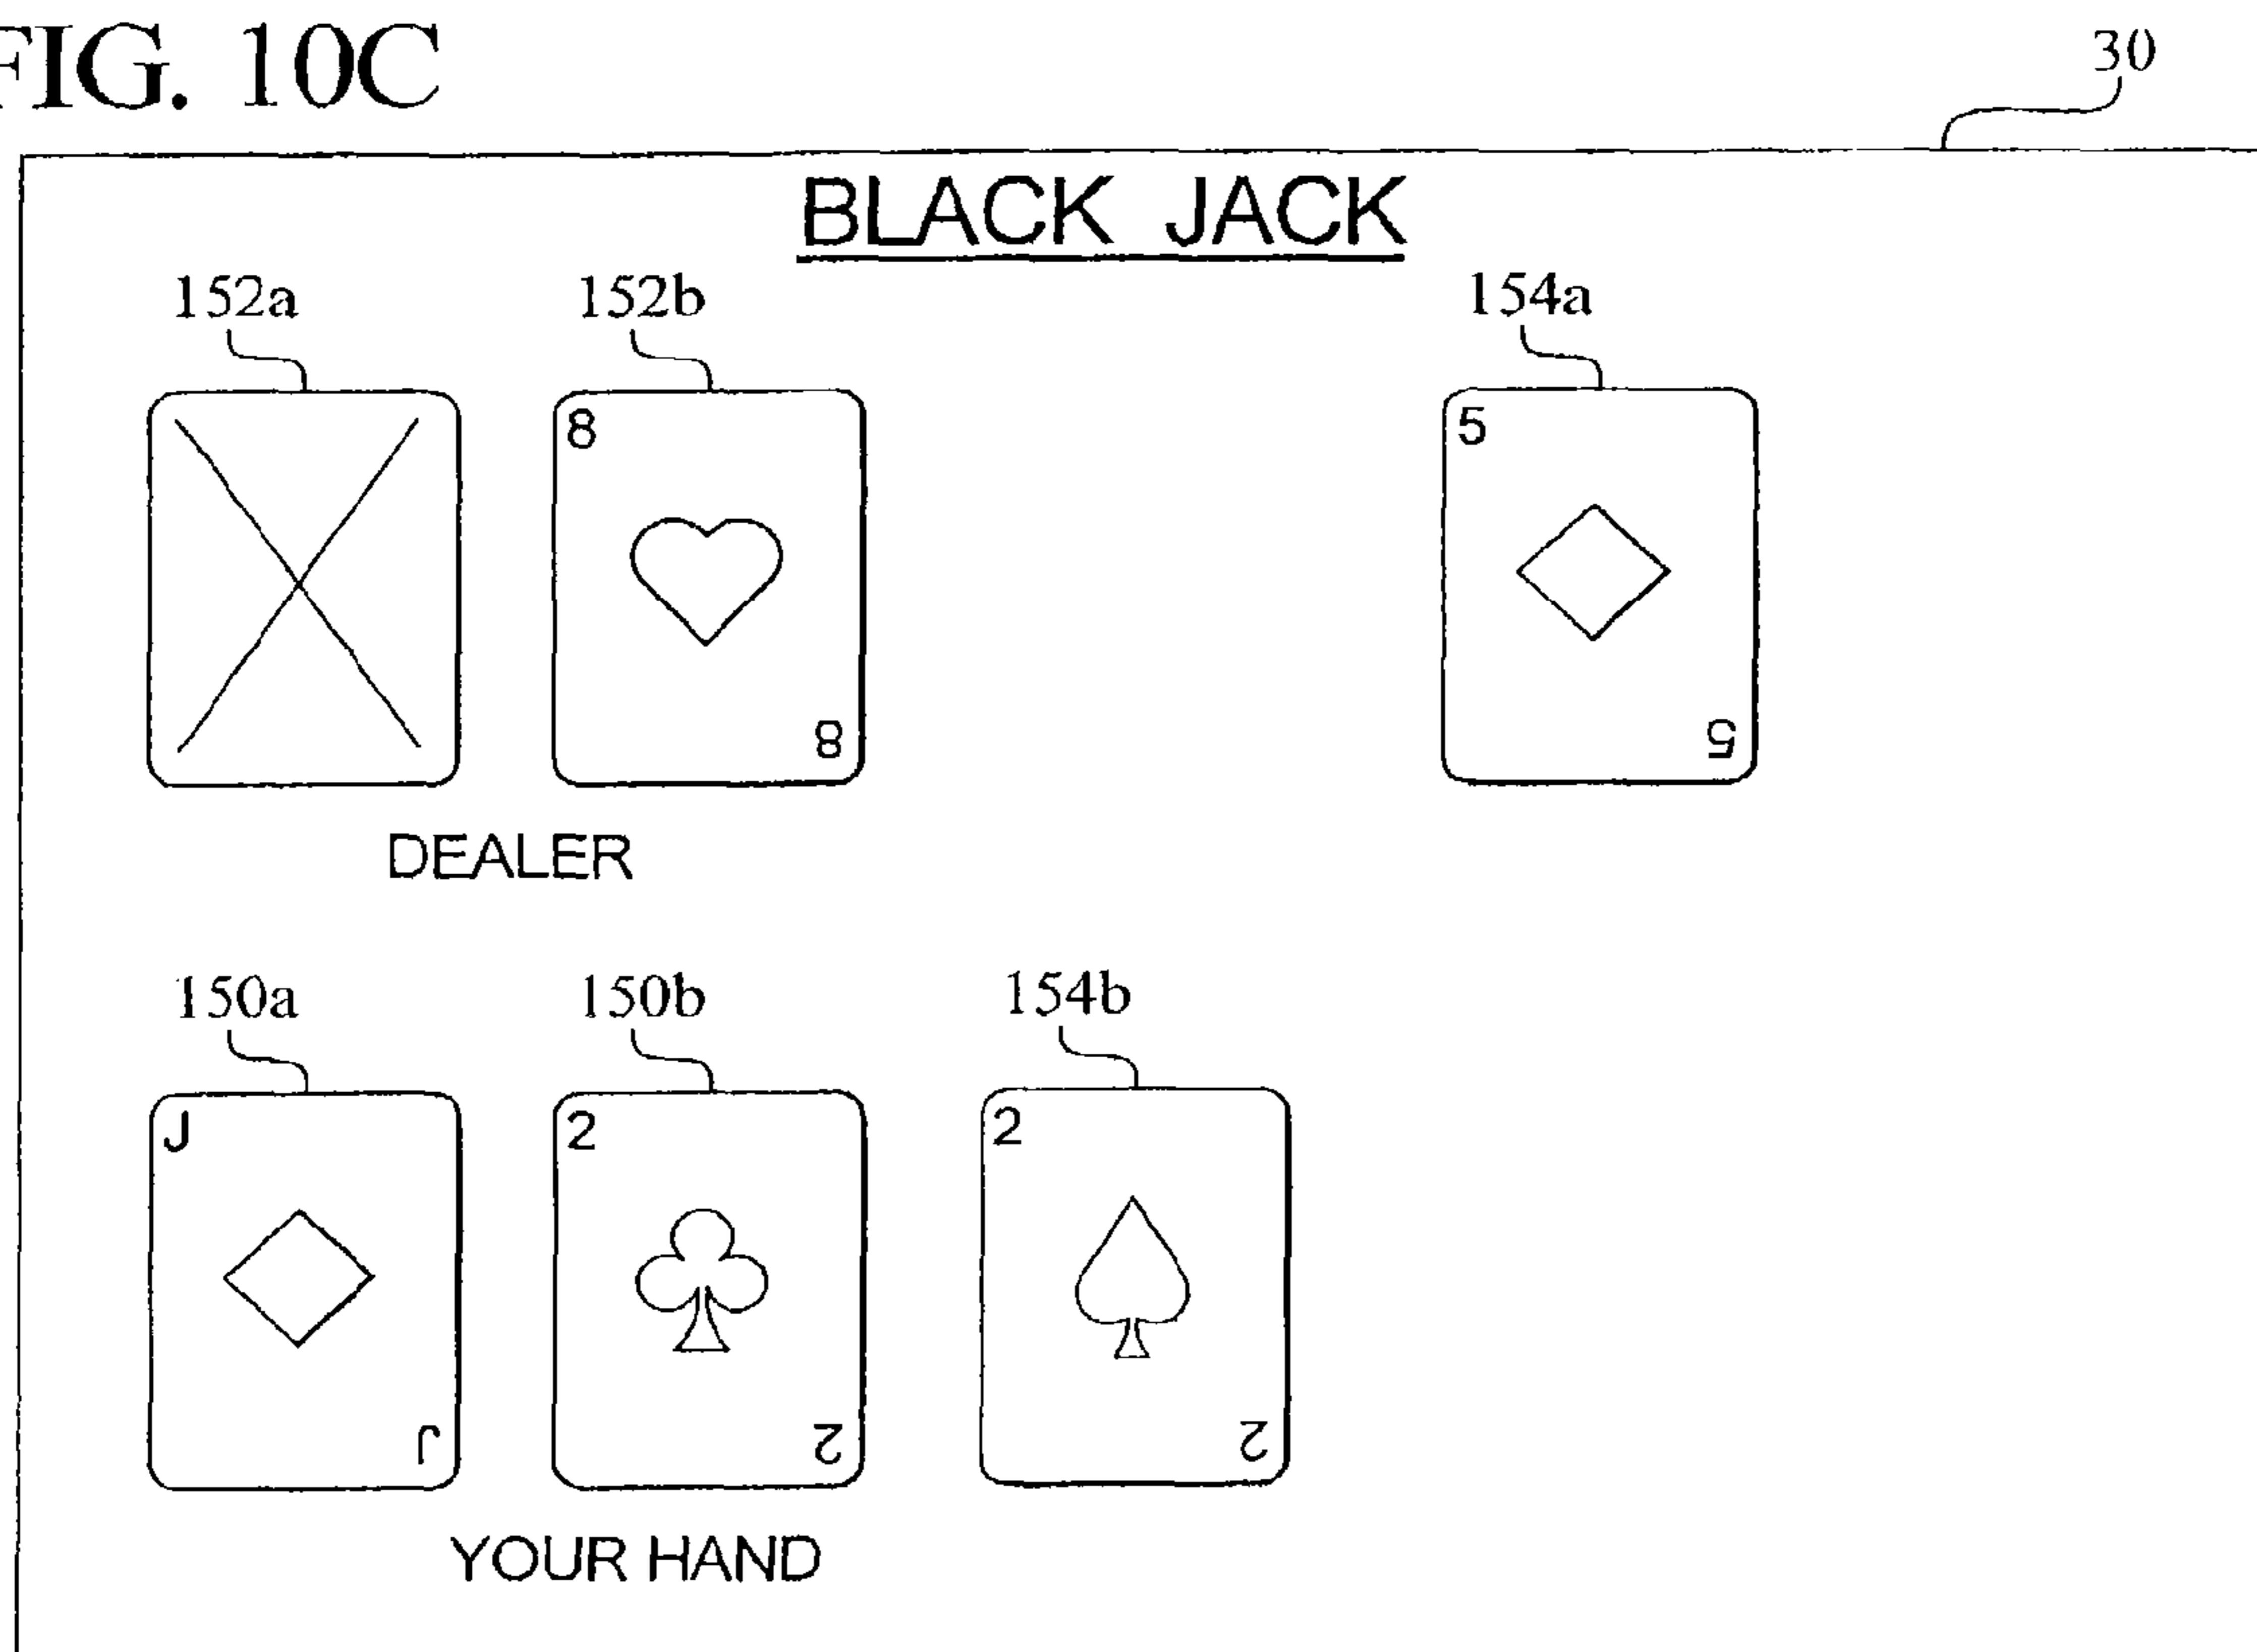 FIG. 10C
30
BLACK JACK
152a 152b 154a
8 5
8 5
DEALER
150a 150b 154b
J 2 2
J 2 2
YOUR HAND